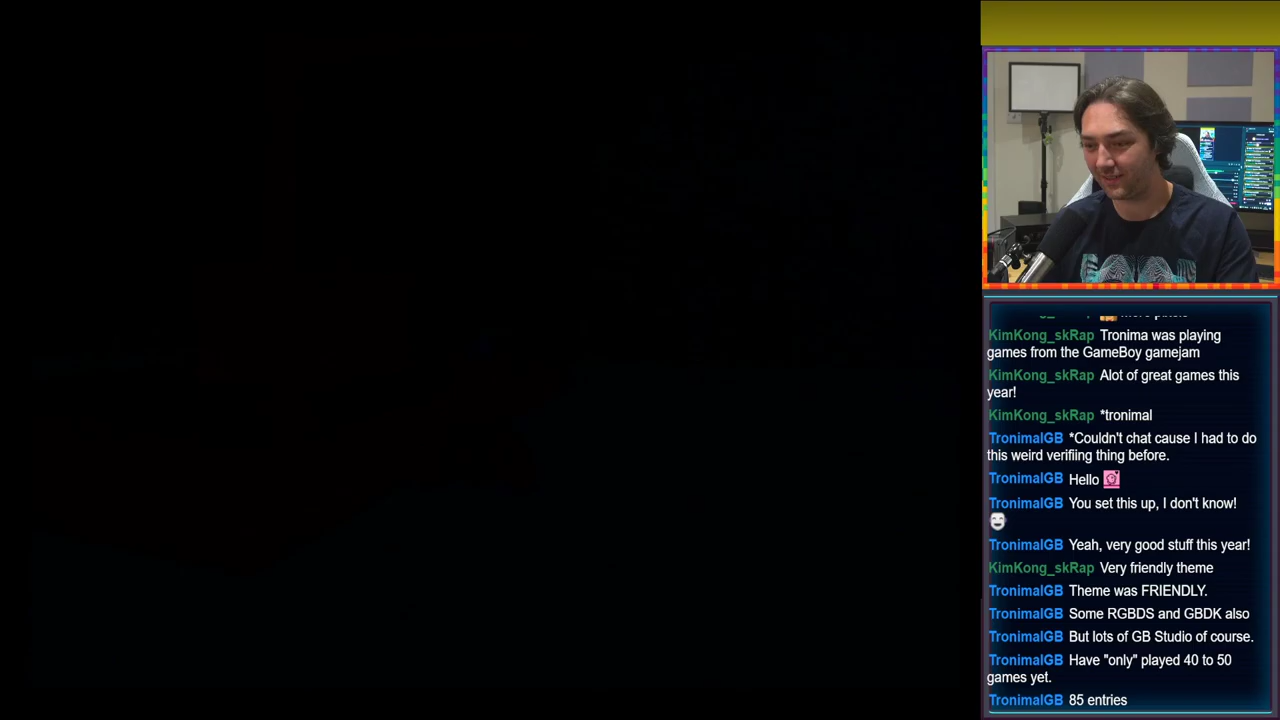 KimKong_skRap Tronima was playing
games from the GameBoy gamejam
KimKong_skRap Alot of great games this
year!
KimKong_skRap *tronimal
TronimalGB *Couldn't chat cause I had to do
this weird verifiing thing before.
TronimalGB Hello
TronimalGB You set this up, I don't know!
TronimalGB Yeah, very good stuff this year!
KimKong_skRap Very friendly theme
TronimalGB Theme was FRIENDLY.
TronimalGB Some RGBDS and GBDK also
TronimalGB But lots of GB Studio of course.
TronimalGB Have "only" played 40 to 50
games yet.
TronimalGB 85 entries